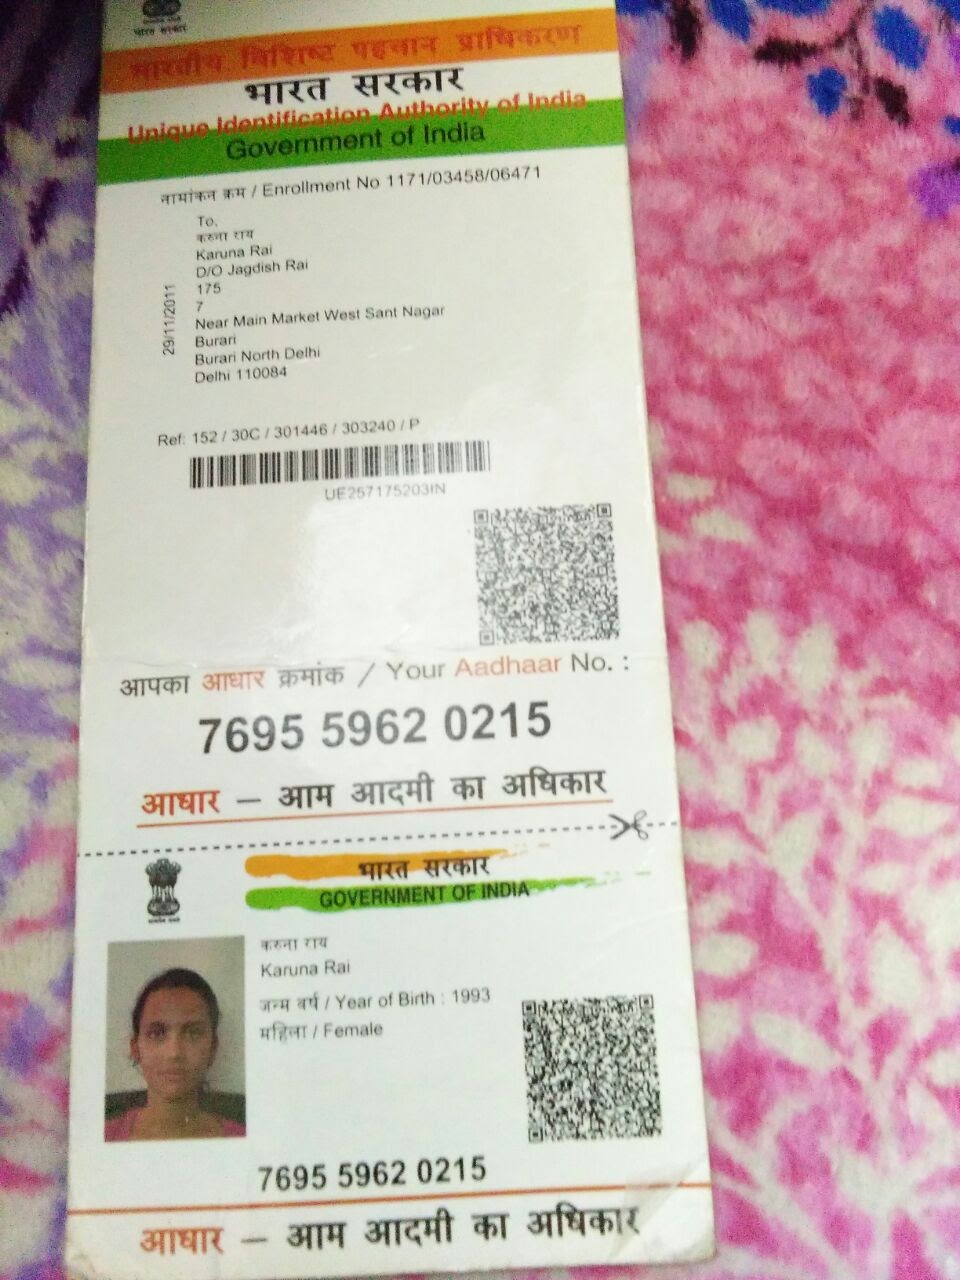 भारत सरकार
भारतीय विशिष्ट पहचान प्राधिकरण
भारत सरकार
Unique Identification Authority of India
Government of India
नामांकन क्रम / Enrollment No 1171/03458/06471
To,
करुना राय
Karuna Rai
D/O Jagdish Rai
175
7
Near Main Market West Sant Nagar
Burari
Burari North Delhi
Delhi 110084
29/11/2011
Ref: 152 / 30C / 301446 / 303240 / P
UE257175203IN
आपका आधार क्रमांक / Your Aadhaar No. :
7695 5962 0215
आधार — आम आदमी का अधिकार
भारत सरकार
GOVERNMENT OF INDIA
करुना राय
Karuna Rai
जन्म वर्ष / Year of Birth : 1993
महिला / Female
7695 5962 0215
आधार — आम आदमी का अधिकार